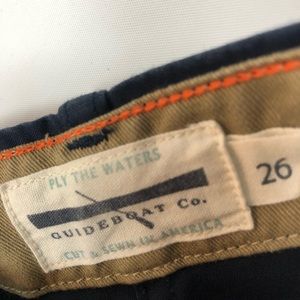 PLY THE WATERS
GUIDEBOAT Co.
CUT & SEWN IN AMERICA
26